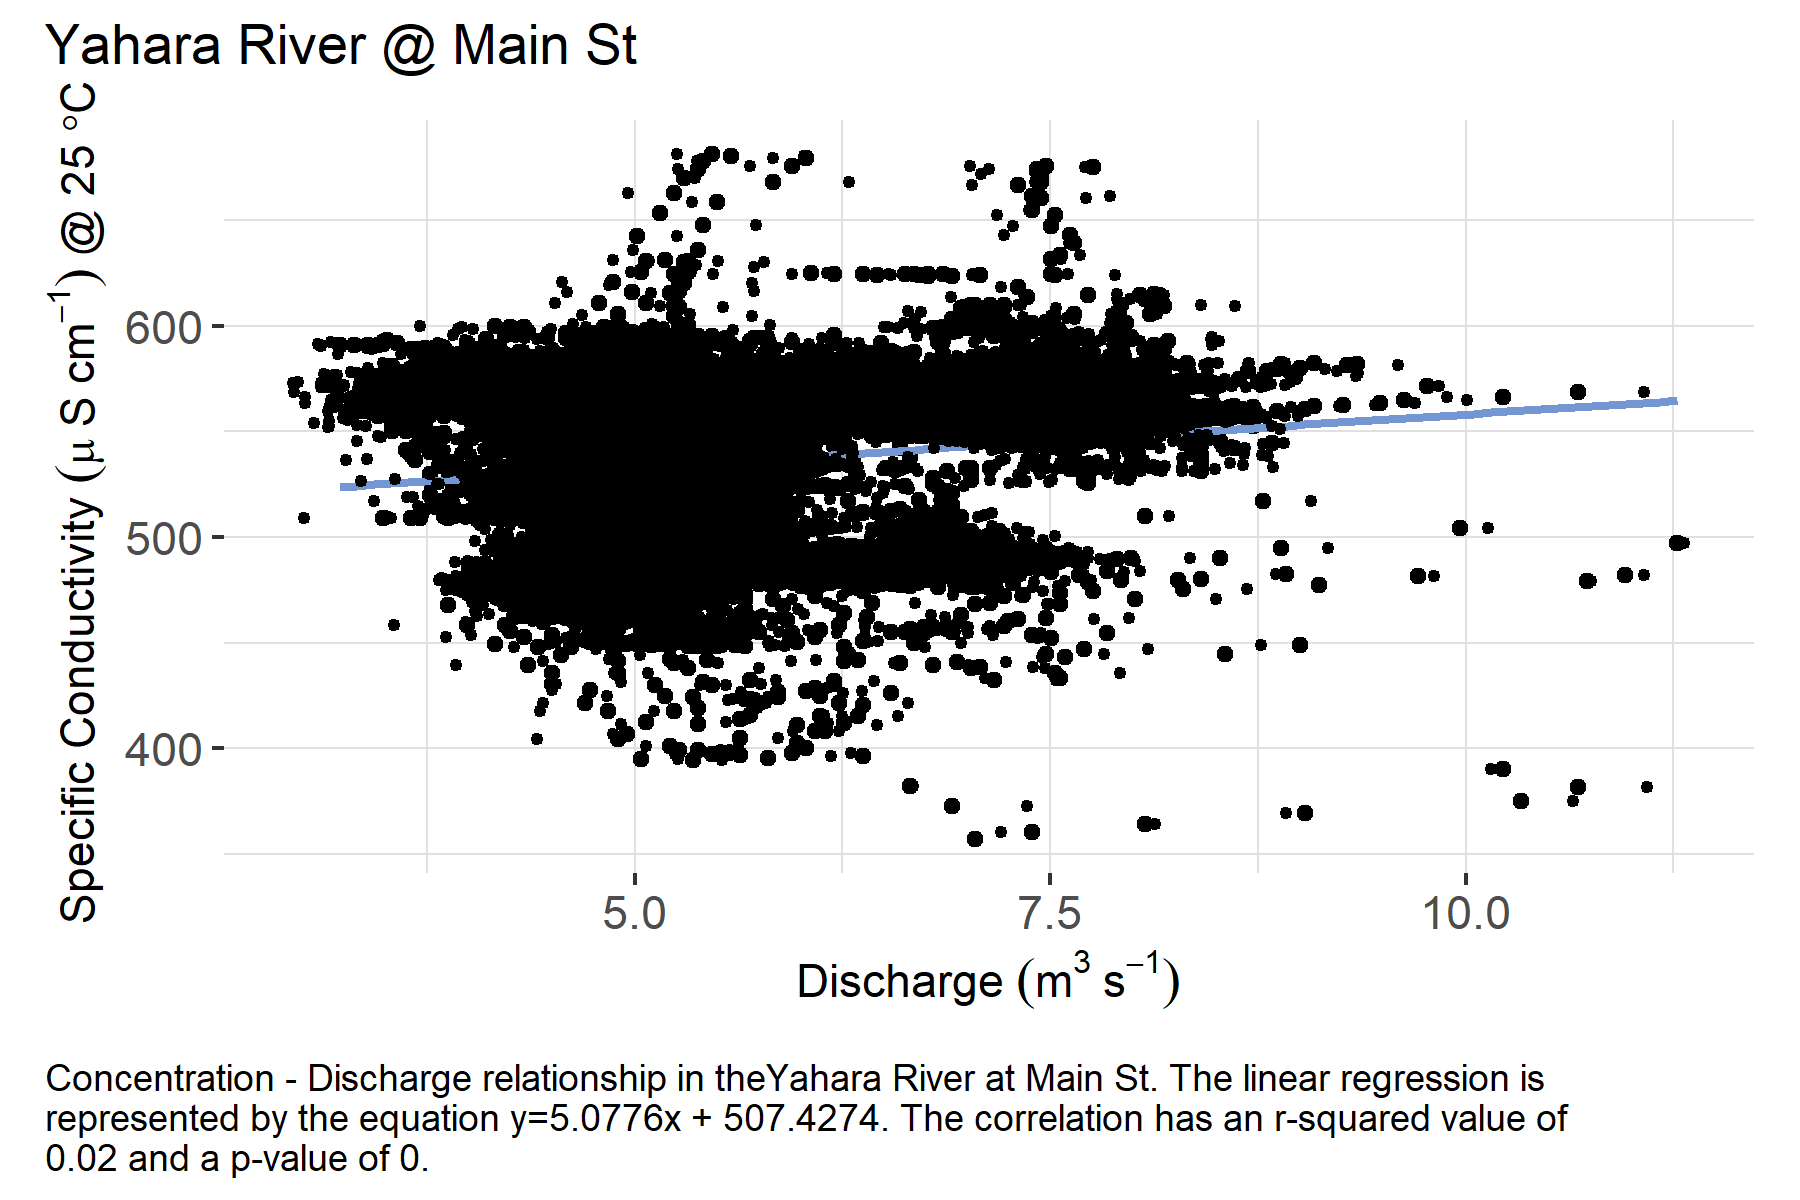 Yahara River @ Main St
Specific Conductivity (μ S cm⁻¹) @ 25 °C
600
500
400
5.0 7.5 10.0
Discharge (m³ s⁻¹)
Concentration - Discharge relationship in theYahara River at Main St. The linear regression is
represented by the equation y=5.0776x + 507.4274. The correlation has an r-squared value of
0.02 and a p-value of 0.